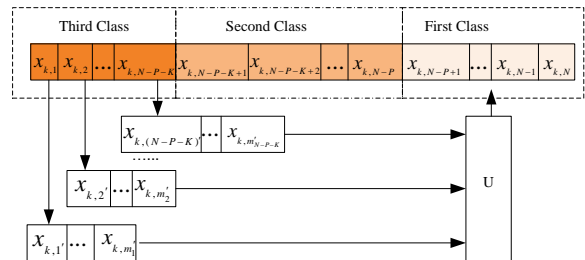 Third Class Second Class First Class
x_{k,1} x_{k,2} ... x_{k,N-P-K} x_{k,N-P-K+1} x_{k,N-P-K+2} ... x_{k,N-P} x_{k,N-P+1} ... x_{k,N-1} x_{k,N}
x_{k,(N-P-K)'} ... x_{k,m'_{N-P-K}}
......
x_{k,2'} ... x_{k,m'_2} U
x_{k,1'} ... x_{k,m'_1}